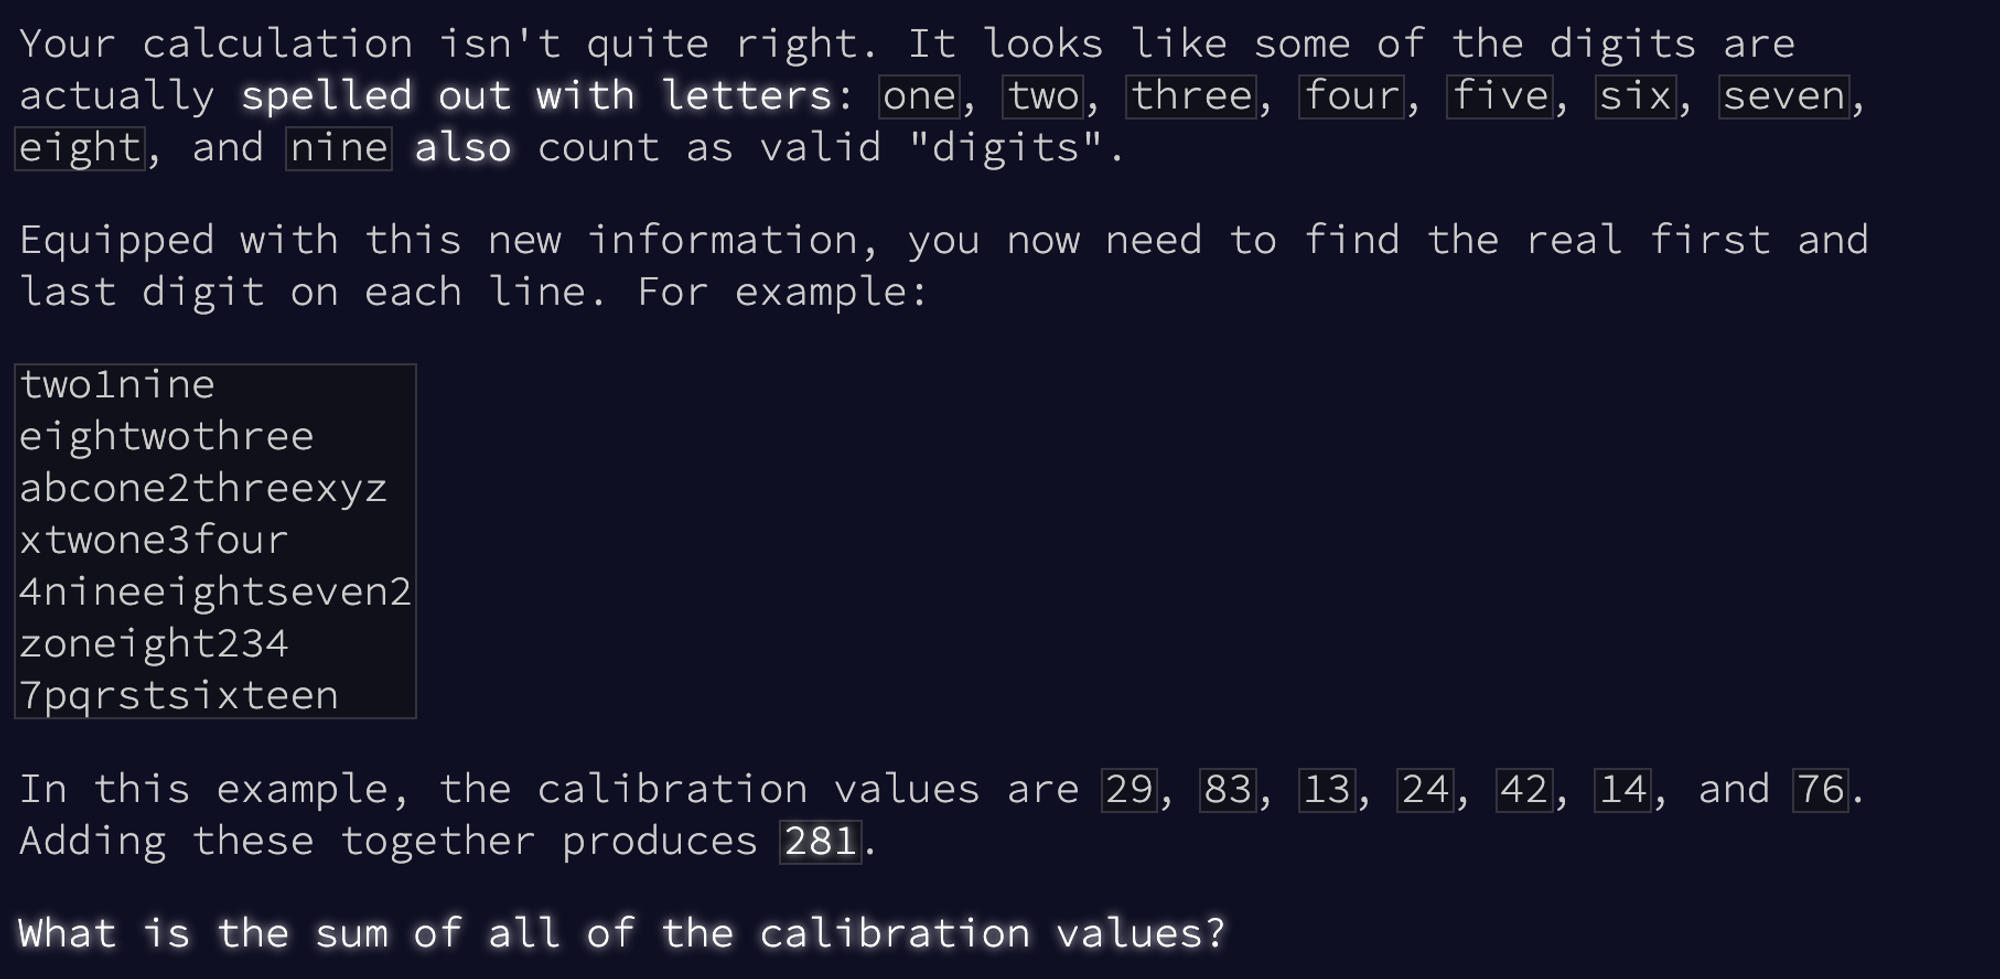 Your calculation isn't quite right. It looks like some of the digits are
actually spelled out with letters: one, two, three, four, five, six, seven,
eight, and nine also count as valid "digits".
Equipped with this new information, you now need to find the real first and
last digit on each line. For example:
two1nine
eightwothree
abcone2threexyz
xtwone3four
4nineeightseven2
zoneight234
7pqrstsixteen
In this example, the calibration values are 29, 83, 13, 24, 42, 14, and 76.
Adding these together produces 281.
What is the sum of all of the calibration values?